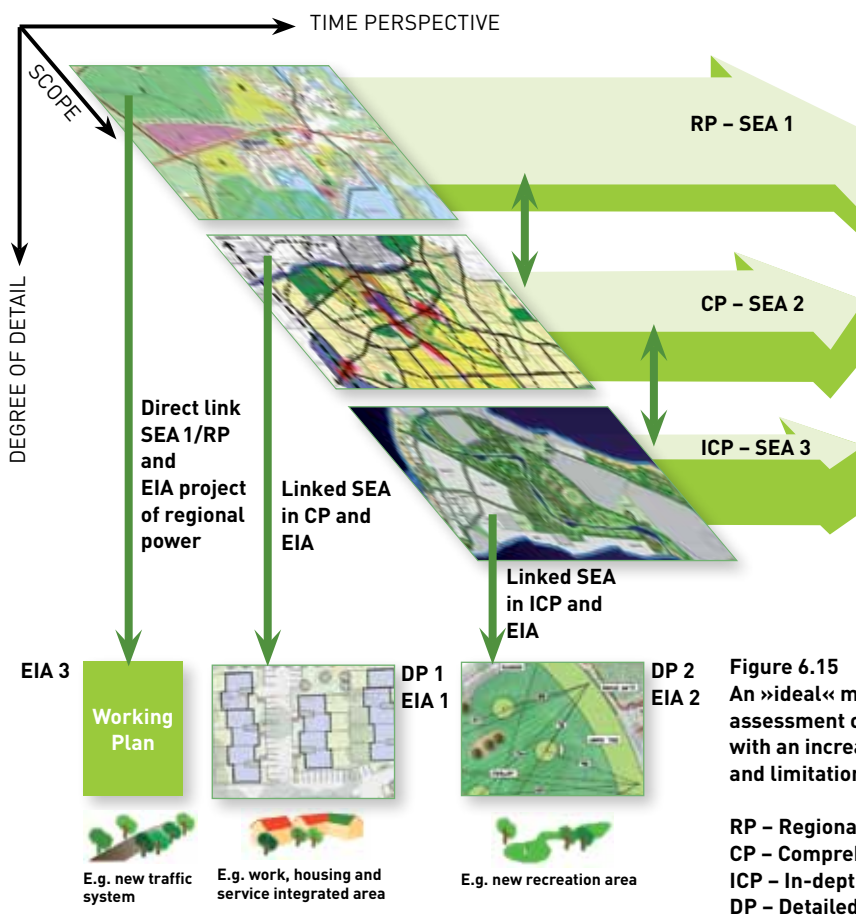 TIME PERSPECTIVE
SCOPE
DEGREE OF DETAIL
RP – SEA 1
CP – SEA 2
ICP – SEA 3
Direct link
SEA 1/RP
and
EIA project
of regional
power
Linked SEA
in CP and
EIA
Linked SEA
in ICP and
EIA
EIA 3
Working
Plan
DP 1
EIA 1
DP 2
EIA 2
E.g. new traffic
system
E.g. work, housing and
service integrated area
E.g. new recreation area
Figure 6.15
An »ideal« m
assessment o
with an increa
and limitation
RP – Regiona
CP – Compreh
ICP – In-dept
DP – Detailed